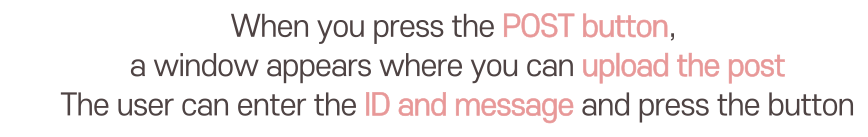 When you press the POST button,
a window appears where you can upload the post
The user can enter the ID and message and press the button